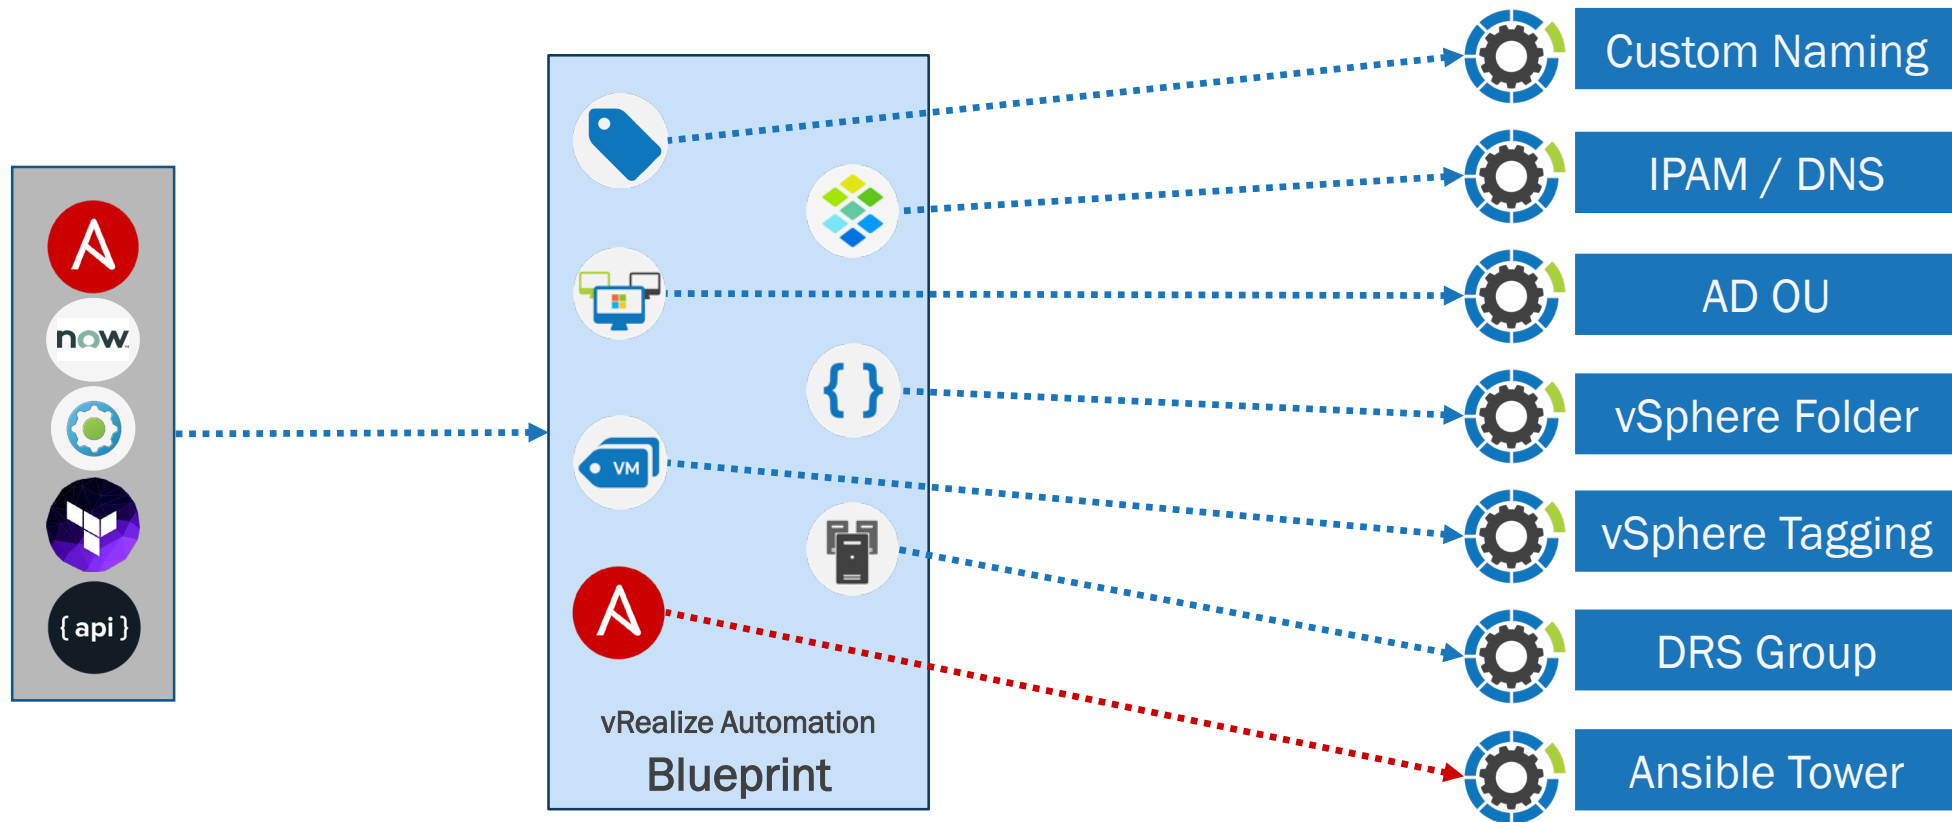 now
{ api }
VM
vRealize Automation
Blueprint
Custom Naming
IPAM / DNS
AD OU
vSphere Folder
vSphere Tagging
DRS Group
Ansible Tower